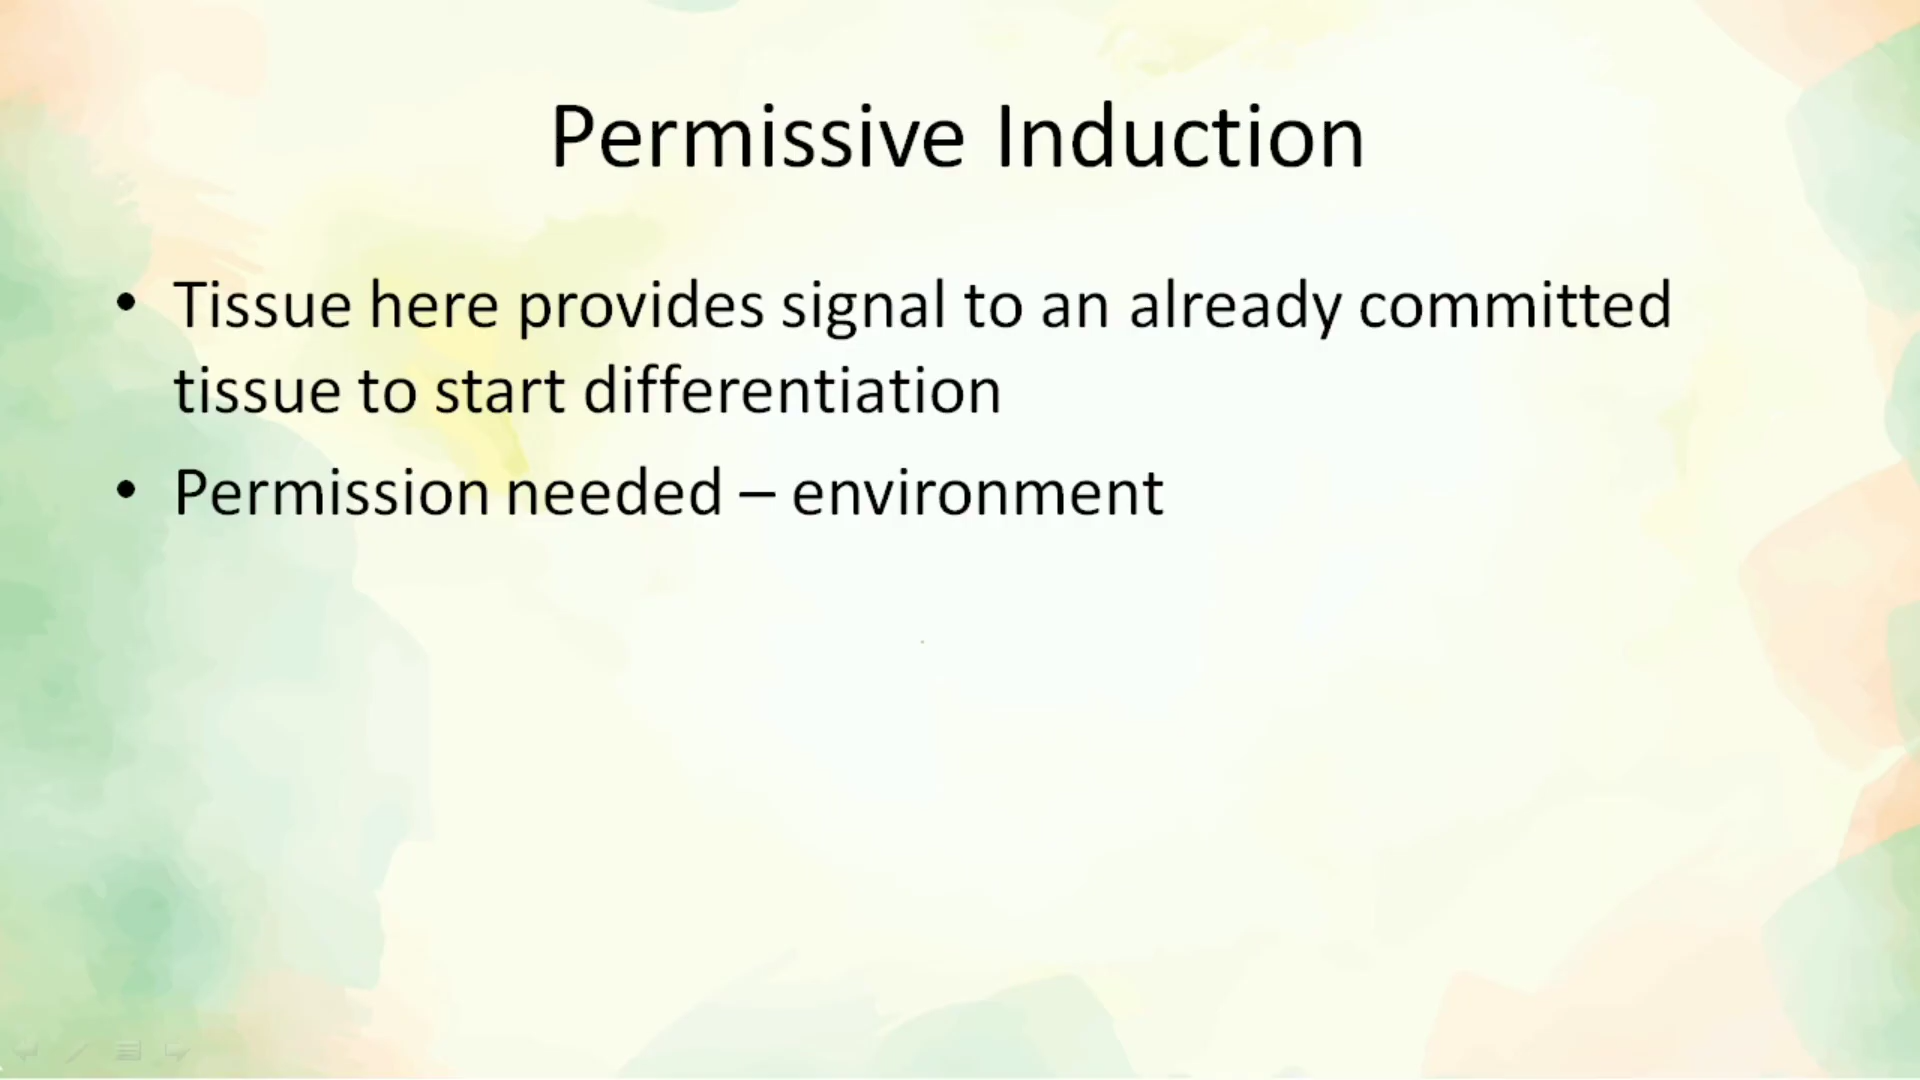 Permissive Induction
• Tissue here provides signal to an already committed
tissue to start differentiation
• Permission needed – environment